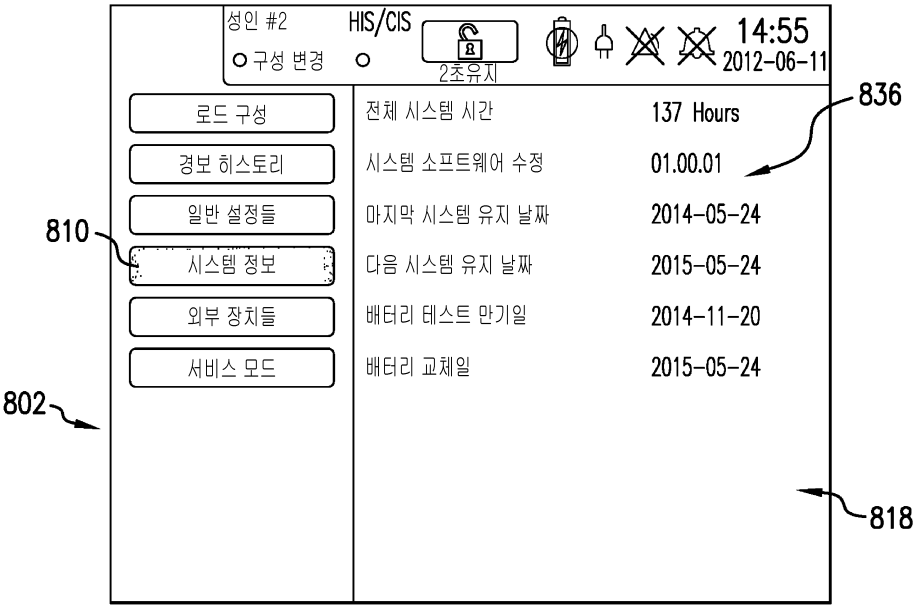 성인 #2
HIS/CIS
14:55
구성 변경
2초유지
2012-06-11
로드 구성
전체 시스템 시간 137 Hours
836
경보 히스토리
시스템 소프트웨어 수정 01.00.01
일반 설정들
마지막 시스템 유지 날짜 2014-05-24
810
시스템 정보
다음 시스템 유지 날짜 2015-05-24
외부 장치들
배터리 테스트 만기일 2014-11-20
서비스 모드
배터리 교체일 2015-05-24
802
818